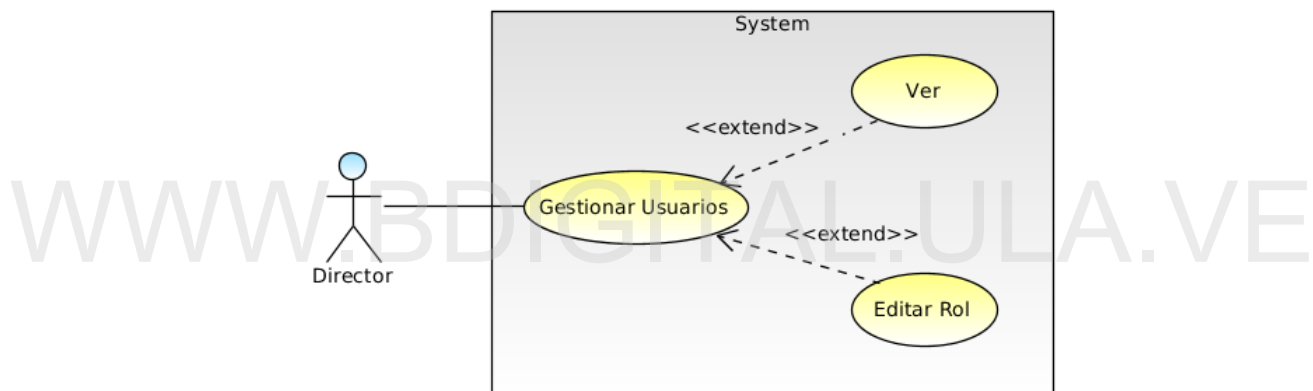 System
Ver
<<extend>>
Gestionar Usuarios
WWW.BDIGITAL.ULA.VE
<<extend>>
Director
Editar Rol